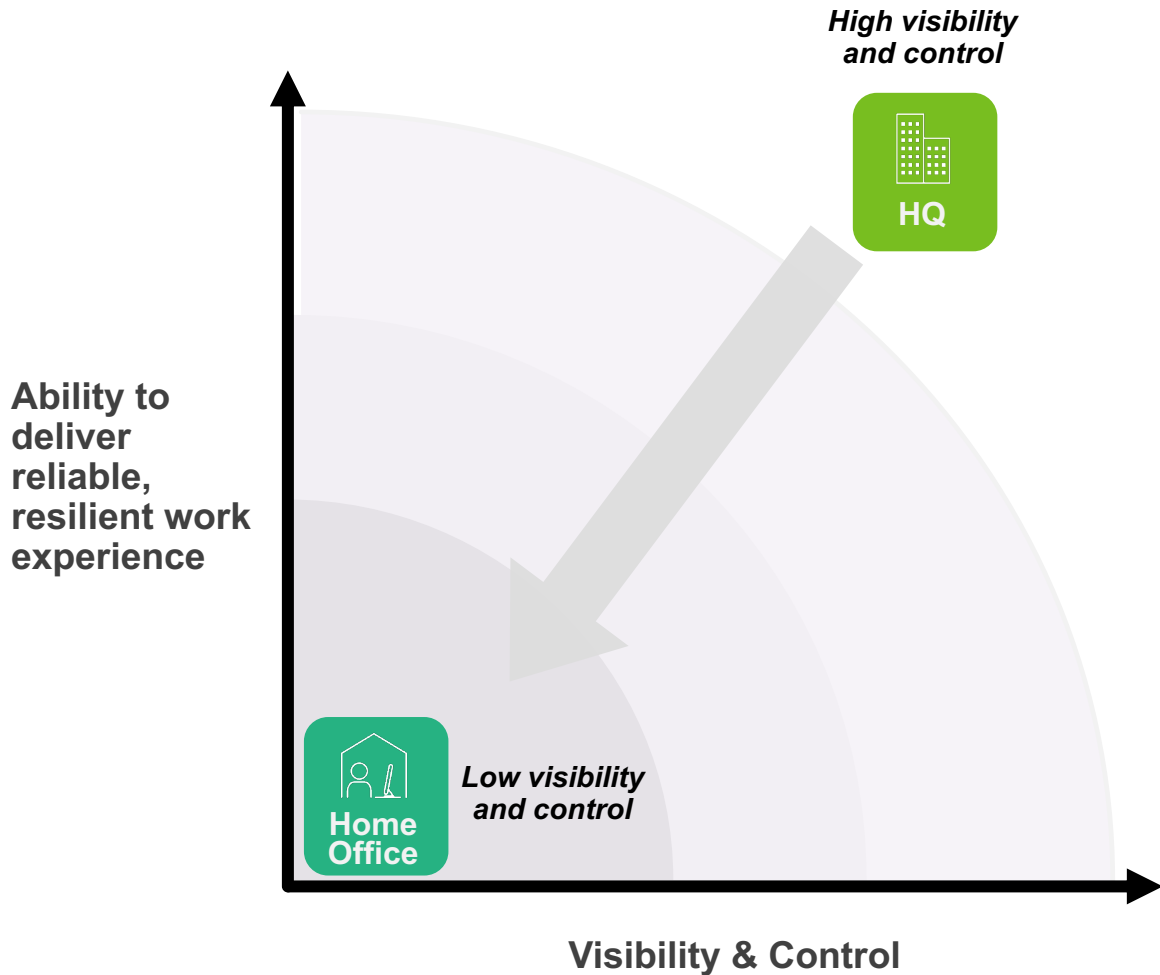 High visibility
and control
HQ
Ability to
deliver
reliable,
resilient work
experience
Low visibility
and control
Home
Office
Visibility & Control